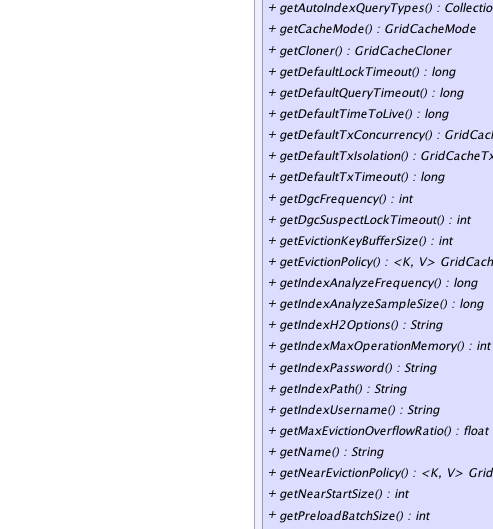 + getAutoIndexQueryTypes() : Collectio
+ getCacheMode() : GridCacheMode
+ getCloner() : GridCacheCloner
+ getDefaultLockTimeout() : long
+ getDefaultQueryTimeout() : long
+ getDefaultTimeToLive() : long
+ getDefaultTxConcurrency() : GridCach
+ getDefaultTxIsolation() : GridCacheTx
+ getDefaultTxTimeout() : long
+ getDgcFrequency() : int
+ getDgcSuspectLockTimeout() : int
+ getEvictionKeyBufferSize() : int
+ getEvictionPolicy() : <K, V> GridCach
+ getIndexAnalyzeFrequency() : long
+ getIndexAnalyzeSampleSize() : long
+ getIndexH2Options() : String
+ getIndexMaxOperationMemory() : int
+ getIndexPassword() : String
+ getIndexPath() : String
+ getIndexUsername() : String
+ getMaxEvictionOverflowRatio() : float
+ getName() : String
+ getNearEvictionPolicy() : <K, V> Grid
+ getNearStartSize() : int
+ getPreloadBatchSize() : int